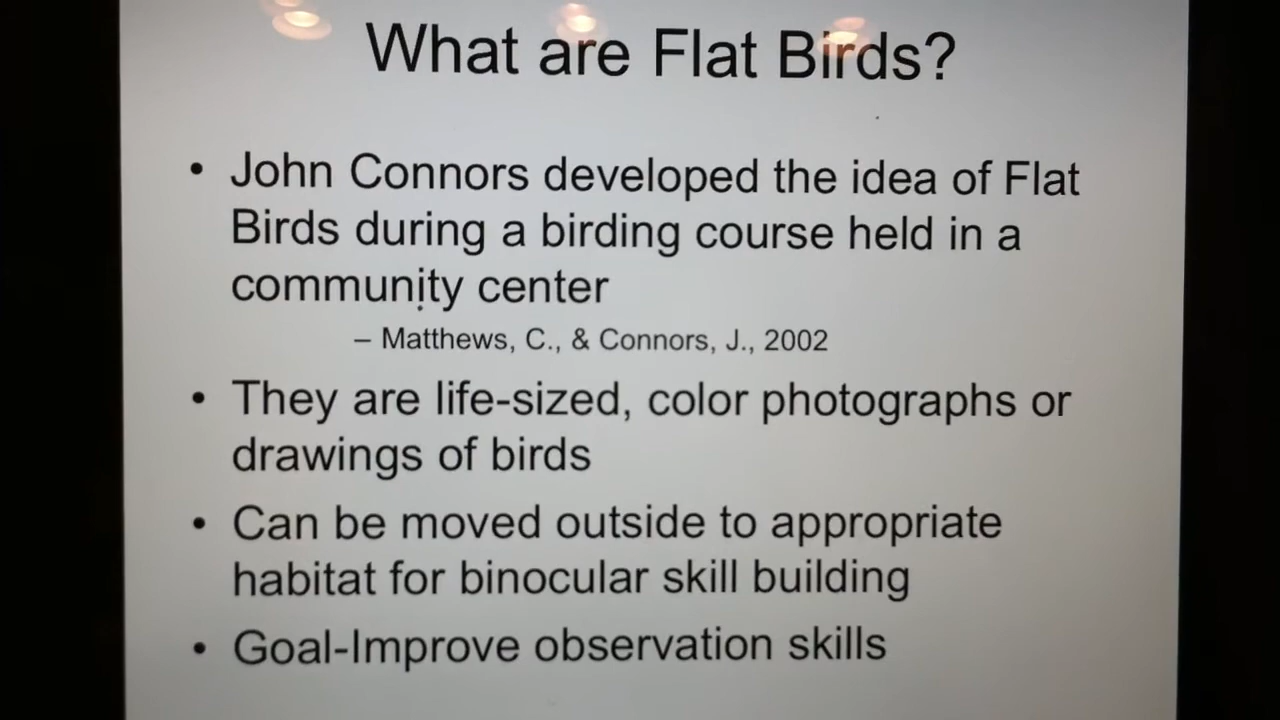 What are Flat Birds?
• John Connors developed the idea of Flat
Birds during a birding course held in a
community center
– Matthews, C., & Connors, J., 2002
• They are life-sized, color photographs or
drawings of birds
• Can be moved outside to appropriate
habitat for binocular skill building
• Goal-Improve observation skills